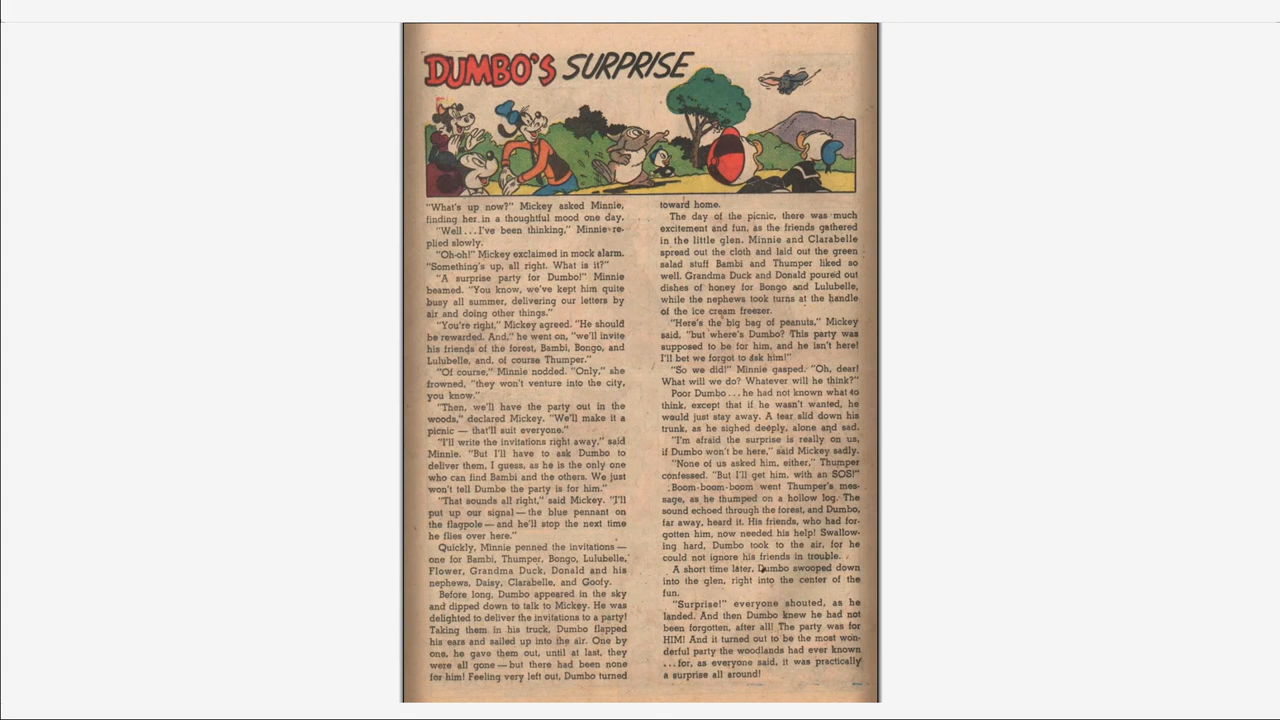 DUMBO'S SURPRISE
"What's up now?" Mickey asked Minnie,
finding her in a thoughtful mood one day.
"Well...I've been thinking," Minnie re-
plied slowly.
"Oh-oh!" Mickey exclaimed in mock alarm.
"Something's up, all right. What is it?"
"A surprise party for Dumbo!" Minnie
beamed. "You know, we've kept him quite
busy all summer, delivering our letters by
air and doing other things."
"You're right," Mickey agreed. "He should
be rewarded. And," he went on, "we'll invite
his friends of the forest, Bambi, Bongo, and
Lulubelle, and, of course Thumper."
"Of course," Minnie nodded. "Only," she
frowned, "they won't venture into the city,
you know."
"Then, we'll have the party out in the
woods," declared Mickey. "We'll make it a
picnic — that'll suit everyone."
"I'll write the invitations right away," said
Minnie. "But I'll have to ask Dumbo to
deliver them, I guess, as he is the only one
who can find Bambi and the others. We just
won't tell Dumbe the party is for him."
"That sounds all right," said Mickey. "I'll
put up our signal — the blue pennant on
the flagpole — and he'll stop the next time
he flies over here."
Quickly, Minnie penned the invitations —
one for Bambi, Thumper, Bongo, Lulubelle,
Flower, Grandma Duck, Donald and his
nephews, Daisy, Clarabelle, and Goofy.
Before long, Dumbo appeared in the sky
and dipped down to talk to Mickey. He was
delighted to deliver the invitations to a party!
Taking them in his truck, Dumbo flapped
his ears and sailed up into the air. One by
one, he gave them out, until at last, they
were all gone — but there had been none
for him! Feeling very left out, Dumbo turned
toward home.
The day of the picnic, there was much
excitement and fun, as the friends gathered
in the little glen. Minnie and Clarabelle
spread out the cloth and laid out the green
salad stuff Bambi and Thumper liked so
well. Grandma Duck and Donald poured out
dishes of honey for Bongo and Lulubelle,
while the nephews took turns at the handle
of the ice cream freezer.
"Here's the big bag of peanuts," Mickey
said, "but where's Dumbo? This party was
supposed to be for him, and he isn't here!
I'll bet we forgot to ask him!"
"So we did!" Minnie gasped. "Oh, dear!
What will we do? Whatever will he think?"
Poor Dumbo...he had not known what to
think, except that if he wasn't wanted, he
would just stay away. A tear slid down his
trunk, as he sighed deeply, alone and sad.
"I'm afraid the surprise is really on us,
if Dumbo won't be here," said Mickey sadly.
"None of us asked him, either," Thumper
confessed. "But I'll get him, with an SOS!"
Boom-boom-boom went Thumper's mes-
sage, as he thumped on a hollow log. The
sound echoed through the forest, and Dumbo,
far away, heard it. His friends, who had for-
gotten him, now needed his help! Swallow-
ing hard, Dumbo took to the air, for he
could not ignore his friends in trouble.
A short time later, Dumbo swooped down
into the glen, right into the center of the
fun.
"Surprise!" everyone shouted, as he
landed. And then Dumbo knew he had not
been forgotten, after all! The party was for
HIM! And it turned out to be the most won-
derful party the woodlands had ever known
...for, as everyone said, it was practically
a surprise all around!